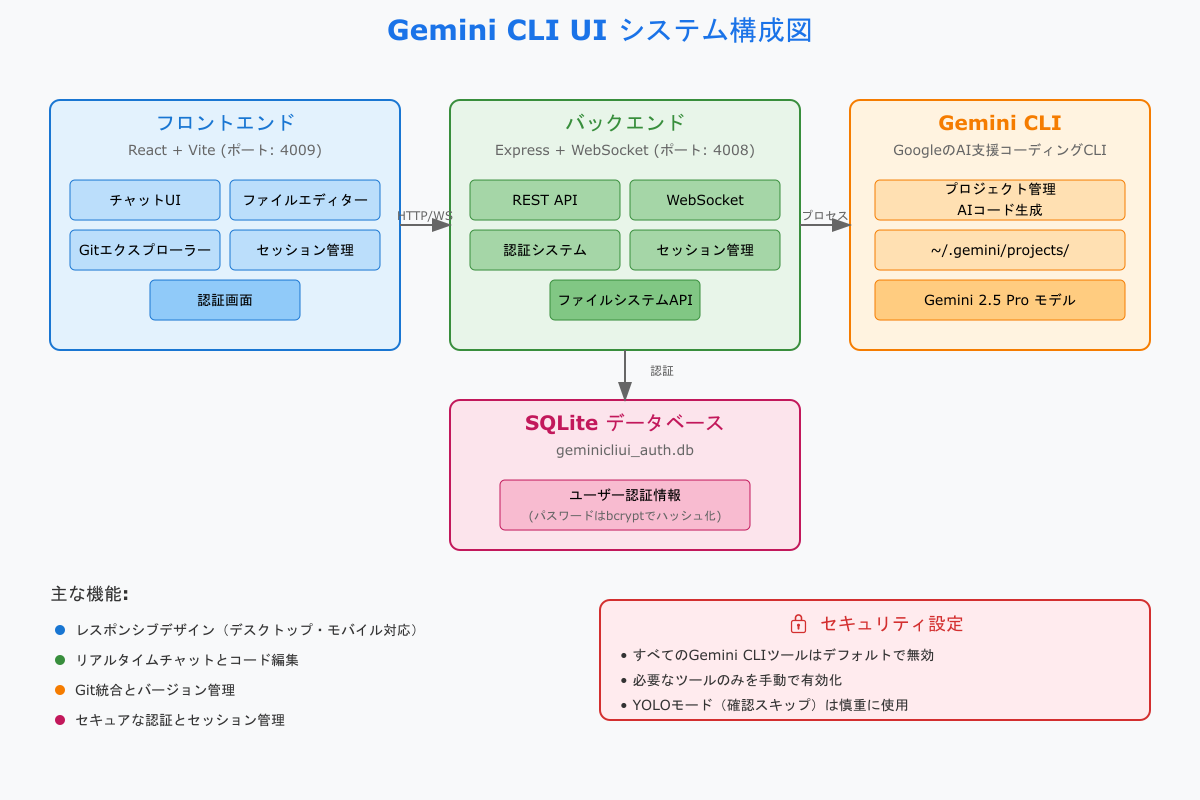 Gemini CLI UI システム構成図
フロントエンド
React + Vite (ポート: 4009)
チャットUI
ファイルエディター
Gitエクスプローラー
セッション管理
認証画面
HTTP/WS
バックエンド
Express + WebSocket (ポート: 4008)
REST API
WebSocket
認証システム
セッション管理
ファイルシステムAPI
プロセス
Gemini CLI
GoogleのAI支援コーディングCLI
プロジェクト管理
AIコード生成
~/.gemini/projects/
Gemini 2.5 Pro モデル
認証
SQLite データベース
geminicliui_auth.db
ユーザー認証情報
(パスワードはbcryptでハッシュ化)
主な機能:
レスポンシブデザイン（デスクトップ・モバイル対応）
リアルタイムチャットとコード編集
Git統合とバージョン管理
セキュアな認証とセッション管理
セキュリティ設定
• すべてのGemini CLIツールはデフォルトで無効
• 必要なツールのみを手動で有効化
• YOLOモード（確認スキップ）は慎重に使用